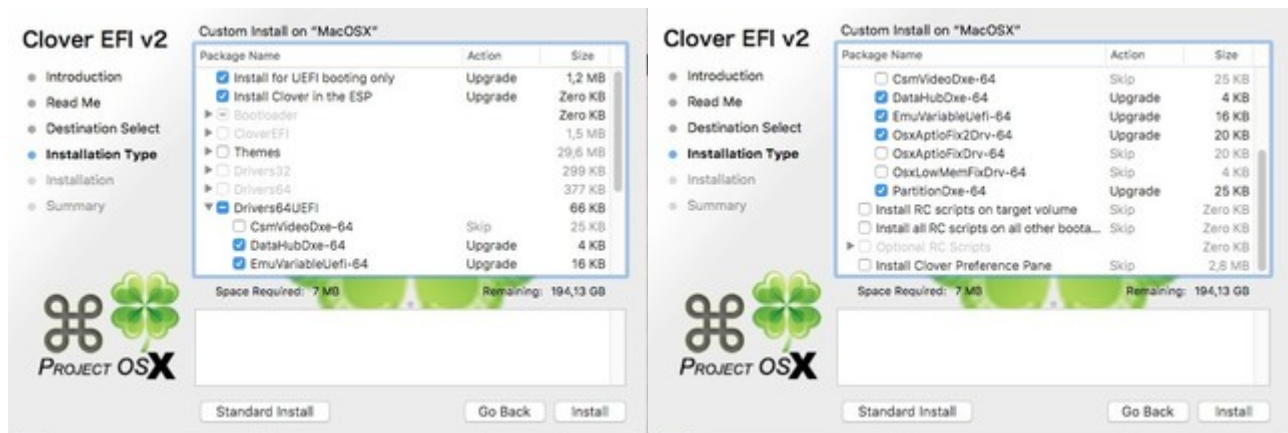 Clover EFI v2
Introduction
Read Me
Destination Select
Installation Type
Installation
Summary
PROJECT OSX
Custom Install on "MacOSX"
Package Name Action Size
Install for UEFI booting only Upgrade 1,2 MB
Install Clover in the ESP Upgrade Zero KB
Bootloader Zero KB
CloverEFI 1,5 MB
Themes 29,6 MB
Drivers32 299 KB
Drivers64 377 KB
Drivers64UEFI 66 KB
CsmVideoDxe-64 Skip 25 KB
DataHubDxe-64 Upgrade 4 KB
EmuVariableUefi-64 Upgrade 16 KB
Space Required: 7 MB Remaining: 194,13 GB
Standard Install Go Back Install
Clover EFI v2
Introduction
Read Me
Destination Select
Installation Type
Installation
Summary
PROJECT OSX
Custom Install on "MacOSX"
Package Name Action Size
CsmVideoDxe-64 Skip 25 KB
DataHubDxe-64 Upgrade 4 KB
EmuVariableUefi-64 Upgrade 16 KB
OsxAptioFix2Drv-64 Upgrade 20 KB
OsxAptioFixDrv-64 Skip 20 KB
OsxLowMemFixDrv-64 Skip 4 KB
PartitionDxe-64 Upgrade 25 KB
Install RC scripts on target volume Skip Zero KB
Install all RC scripts on all other boota... Skip Zero KB
Optional RC Scripts Zero KB
Install Clover Preference Pane Skip 2,8 MB
Space Required: 7 MB Remaining: 194,13 GB
Standard Install Go Back Install